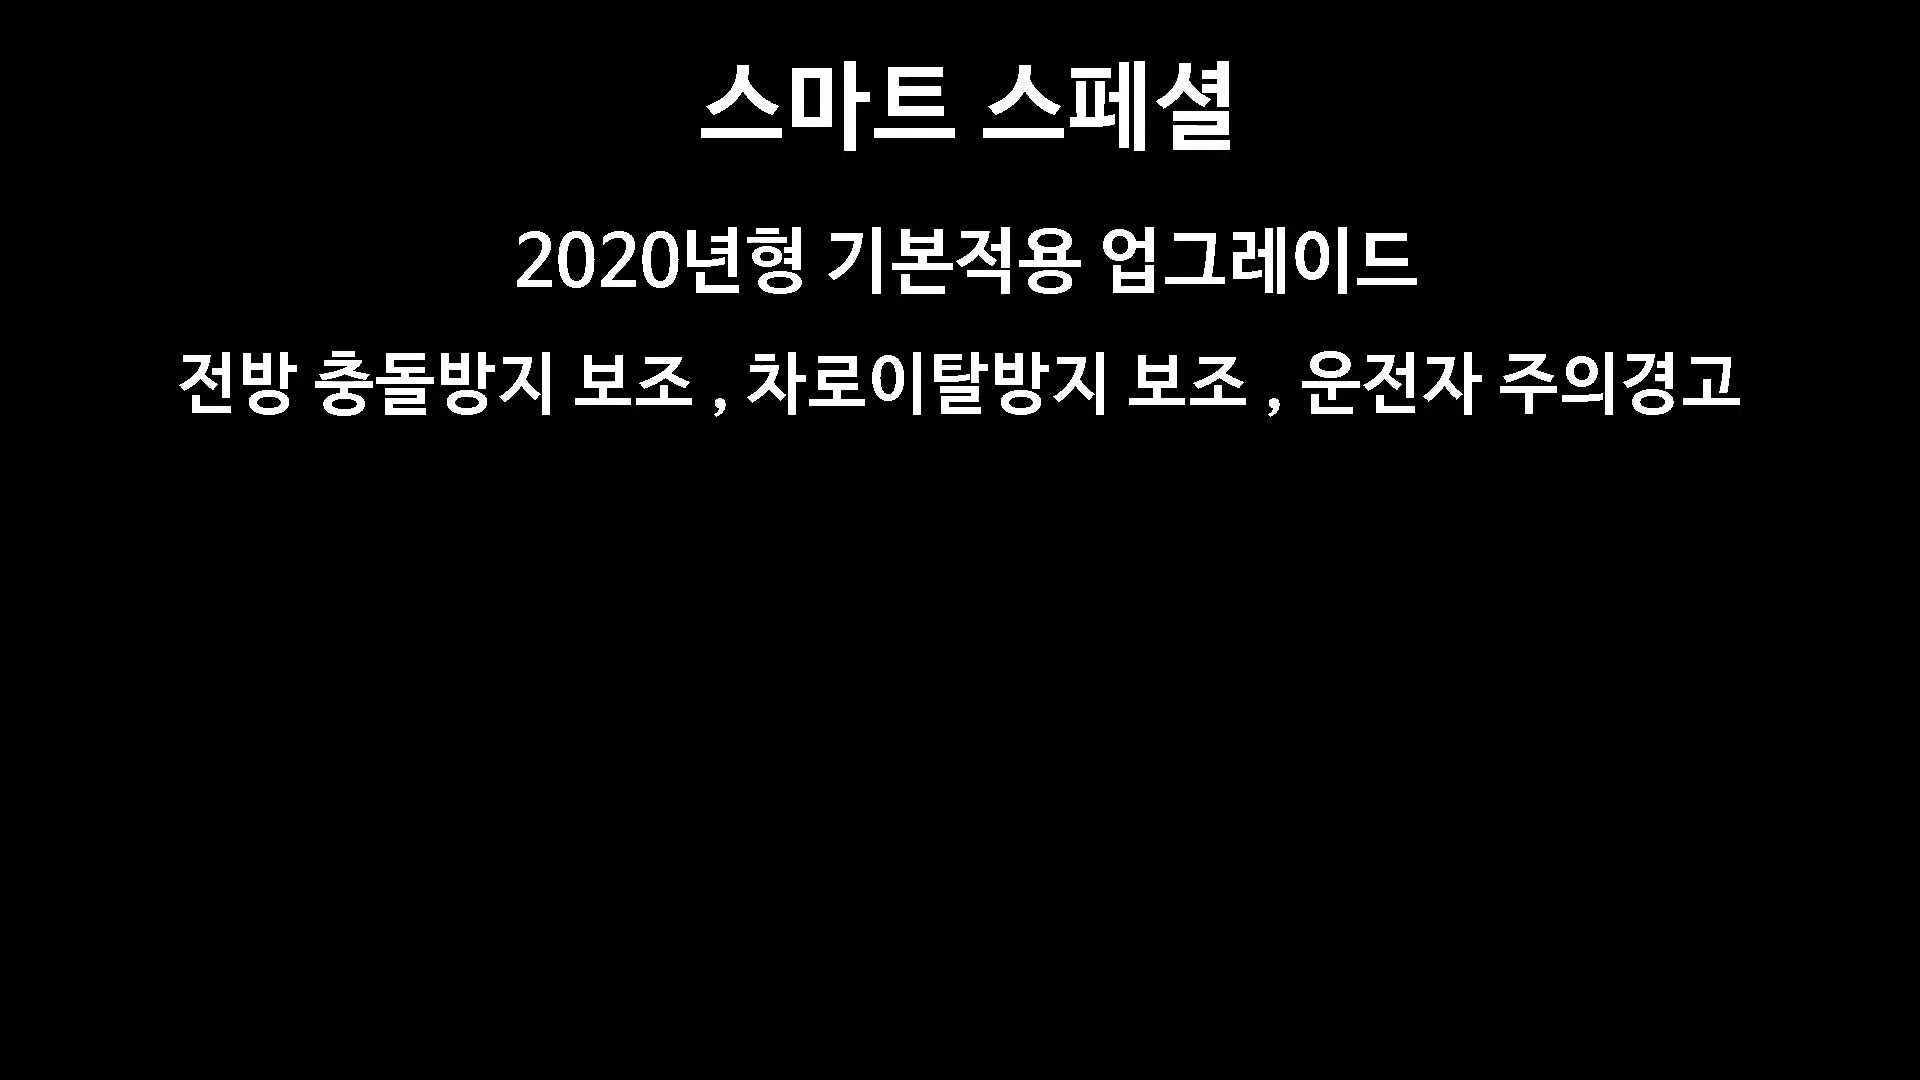 스마트 스페셜
2020년형 기본적용 업그레이드
전방 충돌방지 보조 , 차로이탈방지 보조 , 운전자 주의경고